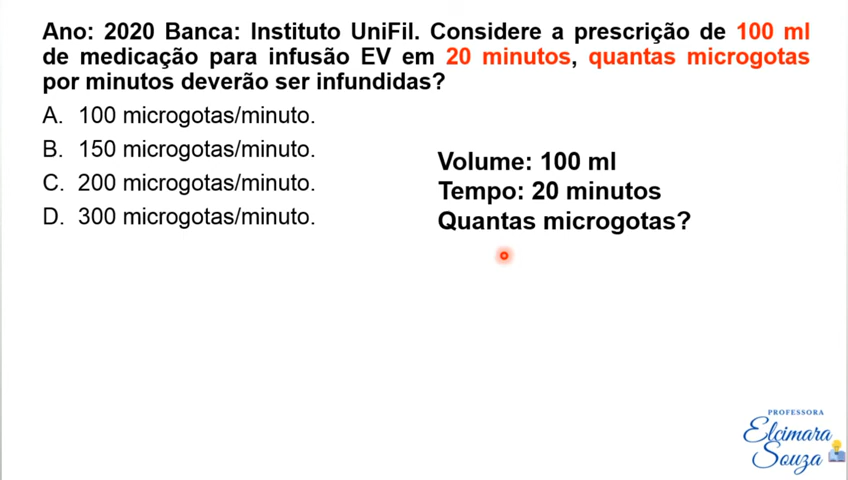 Ano: 2020 Banca: Instituto UniFil. Considere a prescrição de 100 ml
de medicação para infusão EV em 20 minutos, quantas microgotas
por minutos deverão ser infundidas?
A. 100 microgotas/minuto.
B. 150 microgotas/minuto.
C. 200 microgotas/minuto.
D. 300 microgotas/minuto.
Volume: 100 ml
Tempo: 20 minutos
Quantas microgotas?
PROFESSORA
Elcimara
Souza